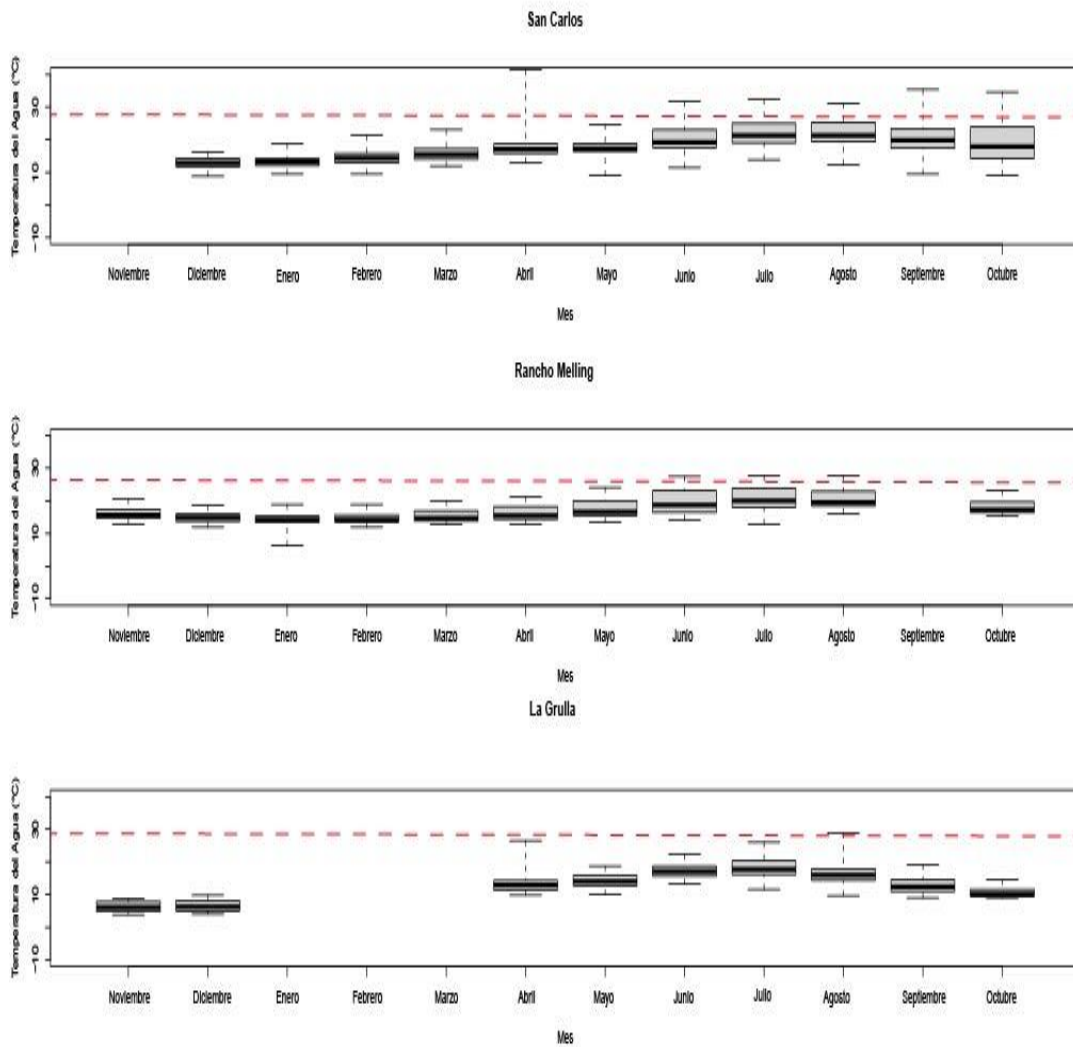 San Carlos
Temperatura del Agua (°C)
30
10
-10
Noviembre Diciembre Enero Febrero Marzo Abril Mayo Junio Julio Agosto Septiembre Octubre
Mes
Rancho Melling
Temperatura del Agua (°C)
30
10
-10
Noviembre Diciembre Enero Febrero Marzo Abril Mayo Junio Julio Agosto Septiembre Octubre
Mes
La Grulla
Temperatura del Agua (°C)
30
10
-10
Noviembre Diciembre Enero Febrero Marzo Abril Mayo Junio Julio Agosto Septiembre Octubre
Mes